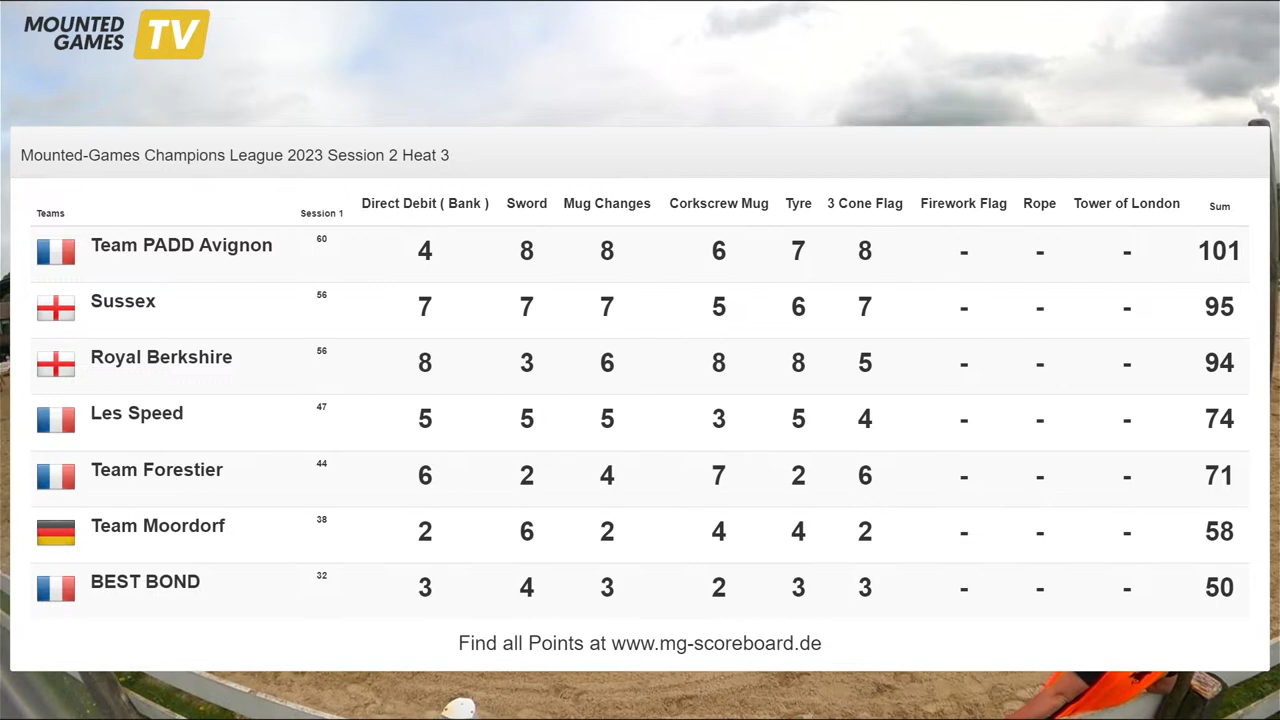 MOUNTED
GAMES TV
Mounted-Games Champions League 2023 Session 2 Heat 3
Teams Session 1 Direct Debit ( Bank ) Sword Mug Changes Corkscrew Mug Tyre 3 Cone Flag Firework Flag Rope Tower of London Sum
Team PADD Avignon 60 4 8 8 6 7 8 - - - 101
Sussex 56 7 7 7 5 6 7 - - - 95
Royal Berkshire 56 8 3 6 8 8 5 - - - 94
Les Speed 47 5 5 5 3 5 4 - - - 74
Team Forestier 44 6 2 4 7 2 6 - - - 71
Team Moordorf 38 2 6 2 4 4 2 - - - 58
BEST BOND 32 3 4 3 2 3 3 - - - 50
Find all Points at www.mg-scoreboard.de